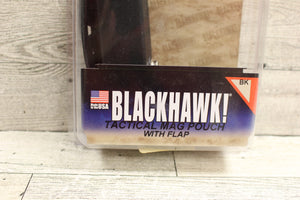 BK
USA
BLACKHAWK!
TACTICAL MAG POUCH
WITH FLAP